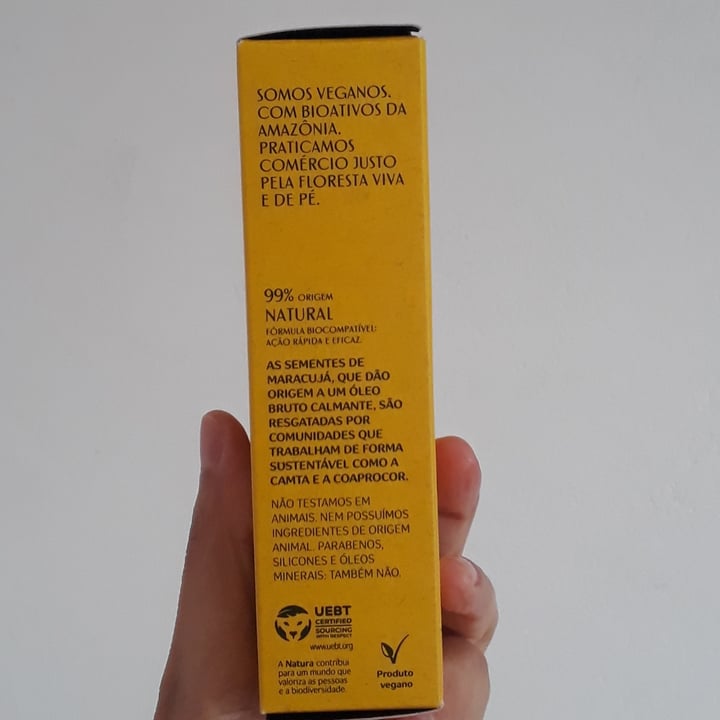 SOMOS VEGANOS.
COM BIOATIVOS DA
AMAZÔNIA.
PRATICAMOS
COMÉRCIO JUSTO
PELA FLORESTA VIVA
E DE PÉ.
99% ORIGEM
NATURAL
FÓRMULA BIOCOMPATÍVEL:
AÇÃO RÁPIDA E EFICAZ.
AS SEMENTES DE
MARACUJÁ, QUE DÃO
ORIGEM A UM ÓLEO
BRUTO CALMANTE, SÃO
RESGATADAS POR
COMUNIDADES QUE
TRABALHAM DE FORMA
SUSTENTÁVEL COMO A
CAMTA E A COAPROCOR.
NÃO TESTAMOS EM
ANIMAIS. NEM POSSUÍMOS
INGREDIENTES DE ORIGEM
ANIMAL. PARABENOS,
SILICONES E ÓLEOS
MINERAIS: TAMBÉM NÃO.
UEBT
CERTIFIED
SOURCING
WITH RESPECT
www.uebt.org
A Natura contribui
para um mundo que
valoriza as pessoas
e a biodiversidade.
Produto
vegano